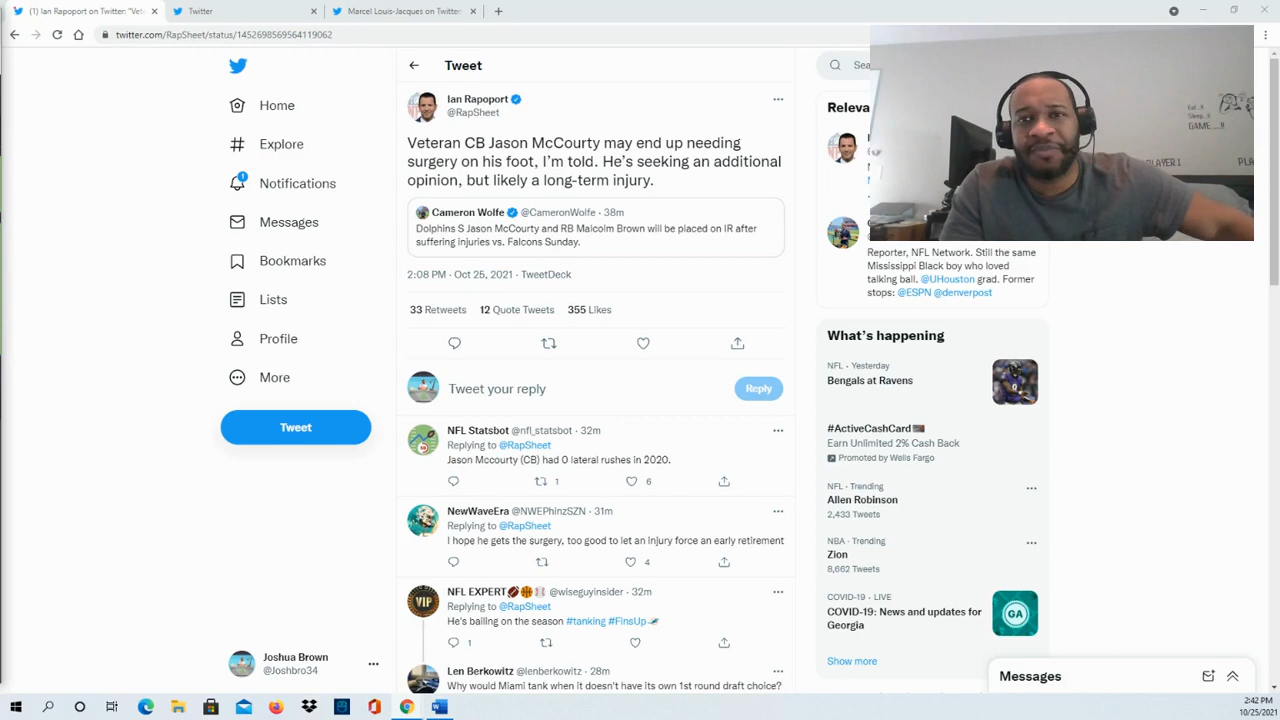 (1) Ian Rapoport on Twitter: "Vete
Twitter
Marcel Louis-Jacques on Twitter:
twitter.com/RapSheet/status/1452698569564119062
Home
Explore
1
Notifications
Messages
Bookmarks
Lists
Profile
More
Tweet
Joshua Brown
@Joshbro34
Tweet
Ian Rapoport
@RapSheet
Veteran CB Jason McCourty may end up needing
surgery on his foot, I'm told. He's seeking an additional
opinion, but likely a long-term injury.
Cameron Wolfe @CameronWolfe · 38m
Dolphins S Jason McCourty and RB Malcolm Brown will be placed on IR after
suffering injuries vs. Falcons Sunday.
2:08 PM · Oct 25, 2021 · TweetDeck
33 Retweets 12 Quote Tweets 355 Likes
Tweet your reply
Reply
NFL Statsbot @nfl_statsbot · 32m
Replying to @RapSheet
Jason Mccourty (CB) had 0 lateral rushes in 2020.
1 6
NewWaveEra @NWEPhinzSZN · 31m
Replying to @RapSheet
I hope he gets the surgery, too good to let an injury force an early retirement
4
VIP
NFL EXPERT @wiseguyinsider · 32m
Replying to @RapSheet
He's bailing on the season #tanking #FinsUp
1
Len Berkowitz @lenberkowitz · 28m
Why would Miami tank when it doesn't have its own 1st round draft choice?
Sea
Releva
Eat...!!
Sleep..!!
GAME....!!
PLAYER 1
PLA
Reporter, NFL Network. Still the same
Mississippi Black boy who loved
talking ball. @UHouston grad. Former
stops: @ESPN @denverpost
What's happening
NFL · Yesterday
Bengals at Ravens
#ActiveCashCard
Earn Unlimited 2% Cash Back
Promoted by Wells Fargo
NFL · Trending
Allen Robinson
2,433 Tweets
NBA · Trending
Zion
8,662 Tweets
COVID-19 · LIVE
COVID-19: News and updates for
Georgia
GA
Show more
Messages
2:42 PM
10/25/2021